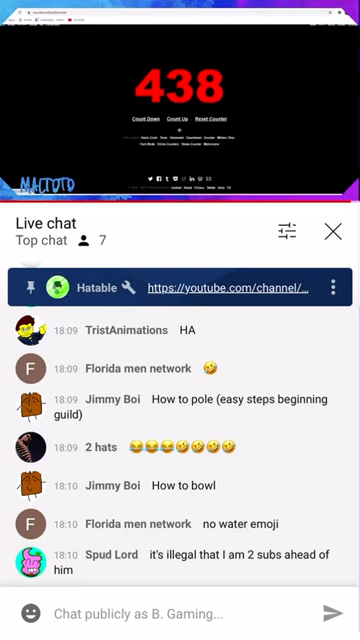 438
Count Down Count Up Reset Counter
MACTOTO
Live chat
Top chat 7
Hatable https://youtube.com/channel/...
18:09 TristAnimations HA
F 18:09 Florida men network 🤣
18:09 Jimmy Boi How to pole (easy steps beginning
guild)
18:09 2 hats 😂😂😂🤣🤣🤣🤣
18:10 Jimmy Boi How to bowl
F 18:10 Florida men network no water emoji
18:10 Spud Lord it's illegal that I am 2 subs ahead of
him
Chat publicly as B. Gaming...